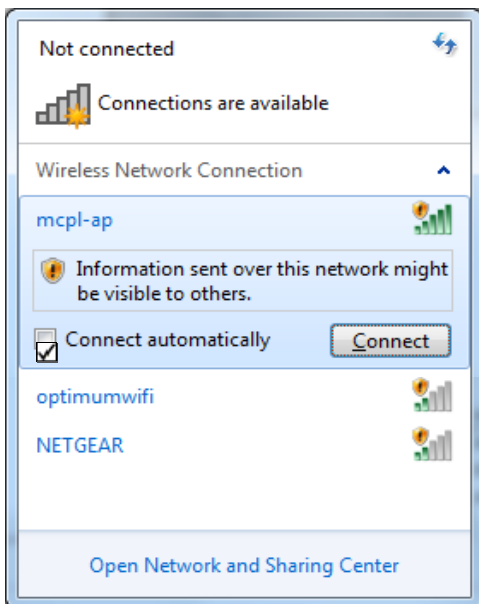 Not connected
Connections are available
Wireless Network Connection
mcpl-ap
Information sent over this network might
be visible to others.
Connect automatically
Connect
optimumwifi
NETGEAR
Open Network and Sharing Center